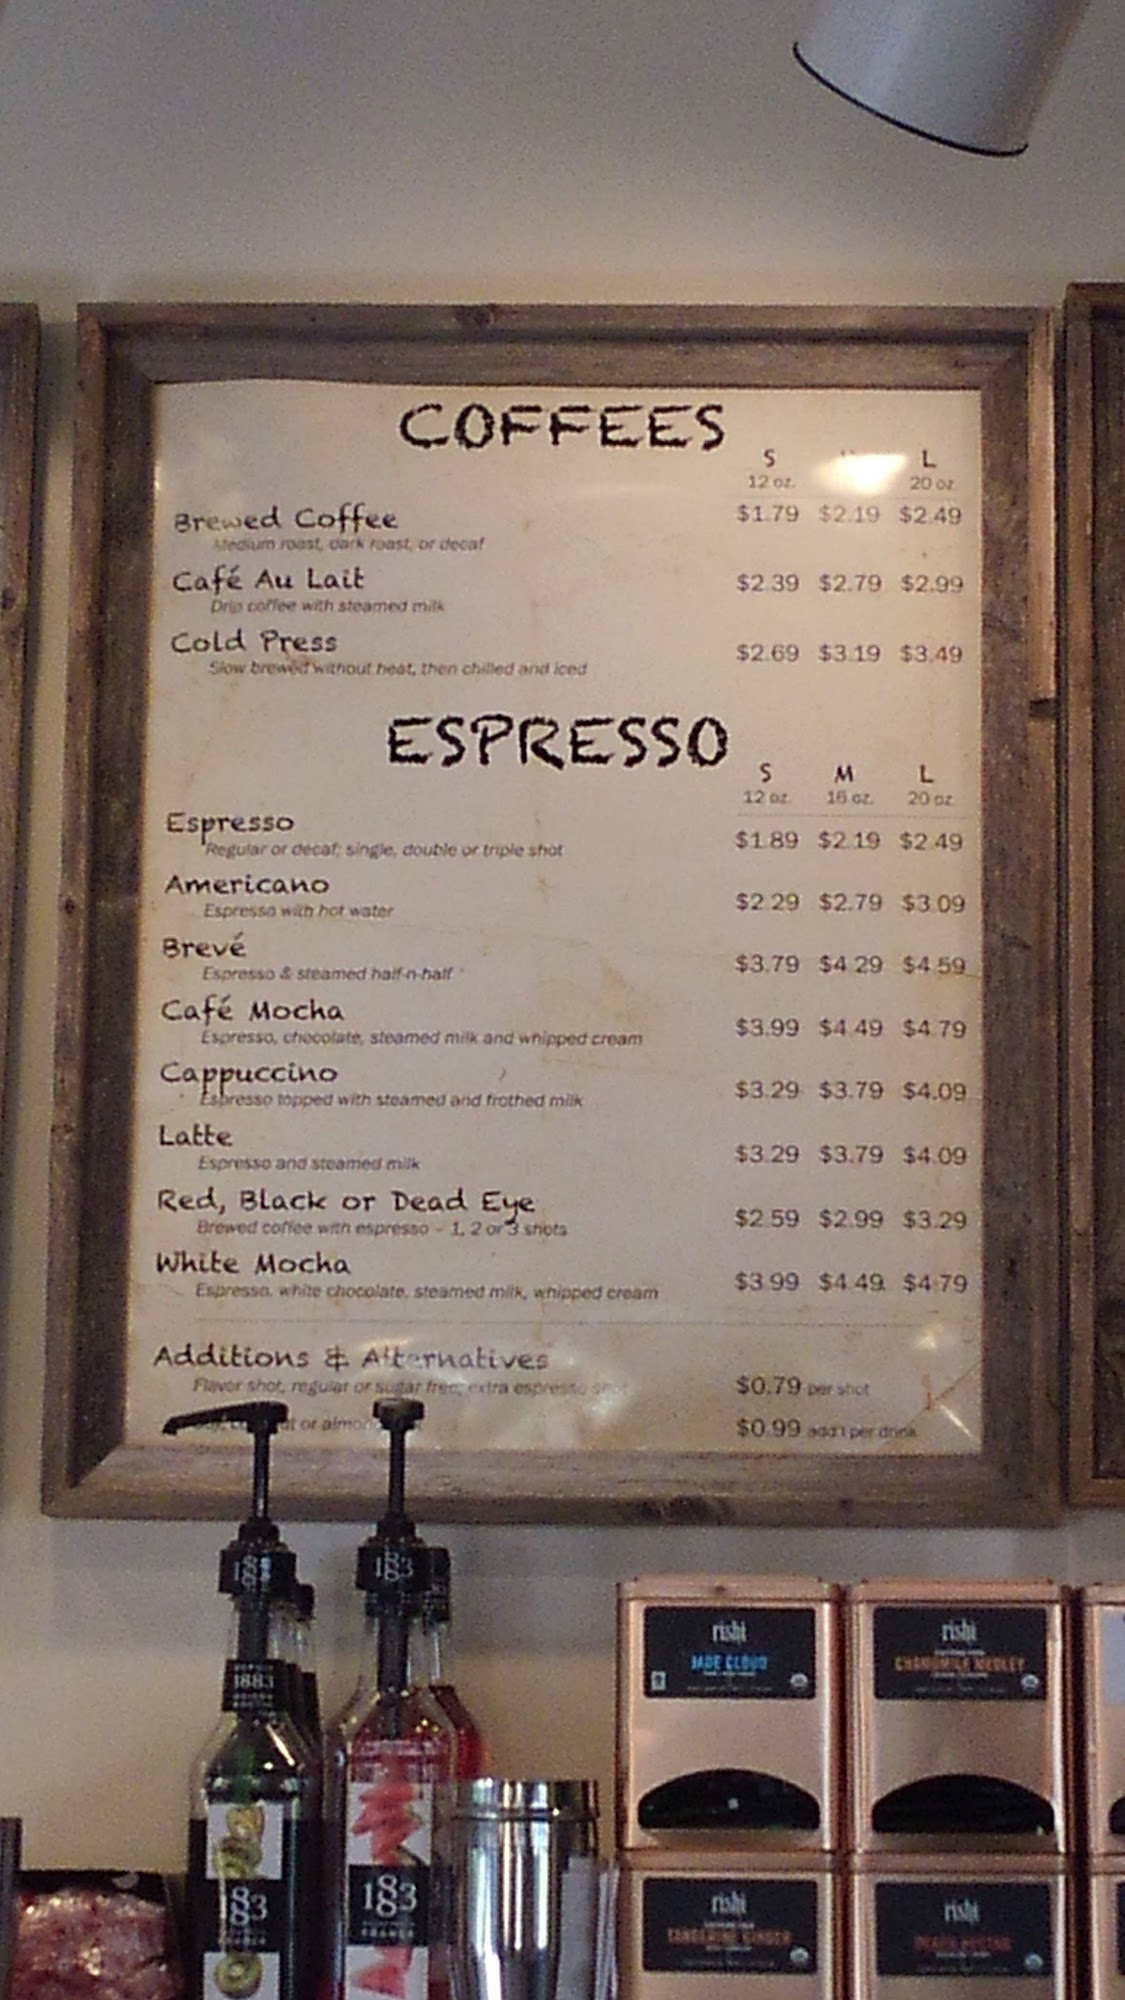 COFFEES
S L
12 oz. 20 oz.
Brewed Coffee $1.79 $2.19 $2.49
Medium roast, dark roast, or decaf
Café Au Lait $2.39 $2.79 $2.99
Drip coffee with steamed milk
Cold Press $2.69 $3.19 $3.49
Slow brewed without heat, then chilled and iced
ESPRESSO
S M L
12 oz. 16 oz. 20 oz.
Espresso $1.89 $2.19 $2.49
Regular or decaf; single, double or triple shot
Americano $2.29 $2.79 $3.09
Espresso with hot water
Brevé $3.79 $4.29 $4.59
Espresso & steamed half-n-half
Café Mocha $3.99 $4.49 $4.79
Espresso, chocolate, steamed milk and whipped cream
Cappuccino $3.29 $3.79 $4.09
Espresso topped with steamed and frothed milk
Latte $3.29 $3.79 $4.09
Espresso and steamed milk
Red, Black or Dead Eye $2.59 $2.99 $3.29
Brewed coffee with espresso - 1, 2 or 3 shots
White Mocha $3.99 $4.49 $4.79
Espresso, white chocolate, steamed milk, whipped cream
Additions & Alternatives
Flavor shot, regular or sugar free; extra espresso shot $0.79 per shot
or $0.99 add'l per drink
1883 1883
1883
rishi rishi
JADE CLOUD CHAMOMILE MEDLEY
1883 1883
FRANCE
rishi rishi
TANGERINE GINGER